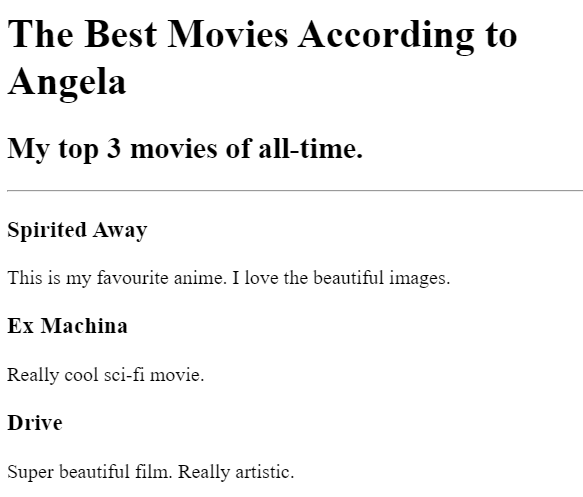 The Best Movies According to
Angela
My top 3 movies of all-time.
Spirited Away
This is my favourite anime. I love the beautiful images.
Ex Machina
Really cool sci-fi movie.
Drive
Super beautiful film. Really artistic.